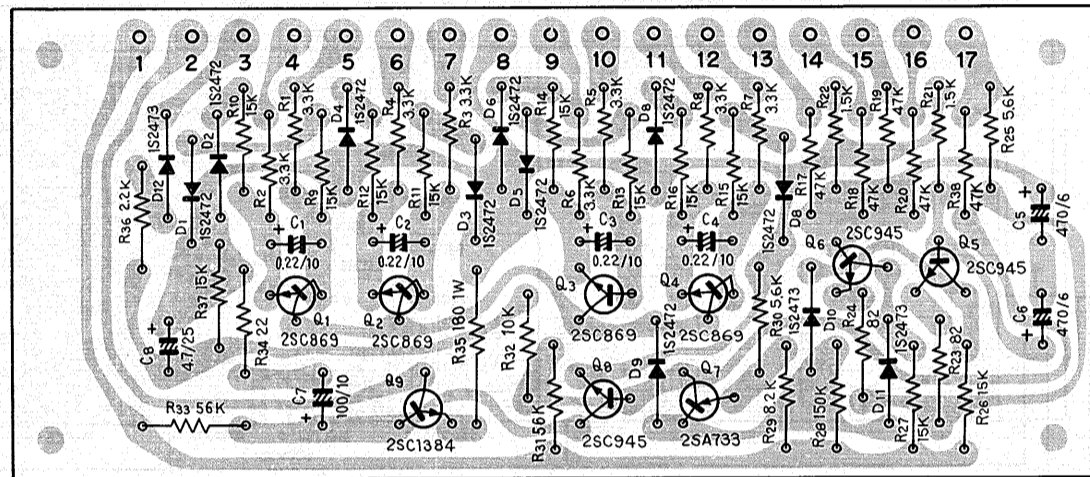 1 2 3 4 5 6 7 8 9 10 11 12 13 14 15 16 17
R36 2.2K
1S2473
D12
D1
1S2472
D2
1S2472
R10
15K
R2
3.3K
R1
3.3K
R9
15K
D4
1S2472
R12
15K
R4
3.3K
R11
15K
R3 3.3K
D3
1S2472
D6
1S2472
D5
1S2472
R14
15K
R6
3.3K
R5
3.3K
R13
15K
D8
1S2472
R16
15K
R8
3.3K
R15
15K
R7
3.3K
1S2472
D8
R17
47K
R22
1.5K
R18
47K
R19
47K
R20
47K
R21
1.5K
R38
47K
R25 5.6K
C1
0.22/10
C2
0.22/10
C3
0.22/10
C4
0.22/10
C5
470/6
C6
470/6
R37 15K
C8
47/25
R34 22
Q1
2SC869
Q2
2SC869
R35 180 1W
R32 10K
Q3
2SC869
Q4
2SC869
R30 5.6K
1S2473
D10
Q6
2SC945
Q5
2SC945
R24
82
1S2473
D11
R23 82
R33 56K
C7
100/10
Q9
2SC1384
R31 56K
Q8
2SC945
D9
1S2472
Q7
2SA733
R29 8.2K
R28 150K
R27
15K
R26 15K